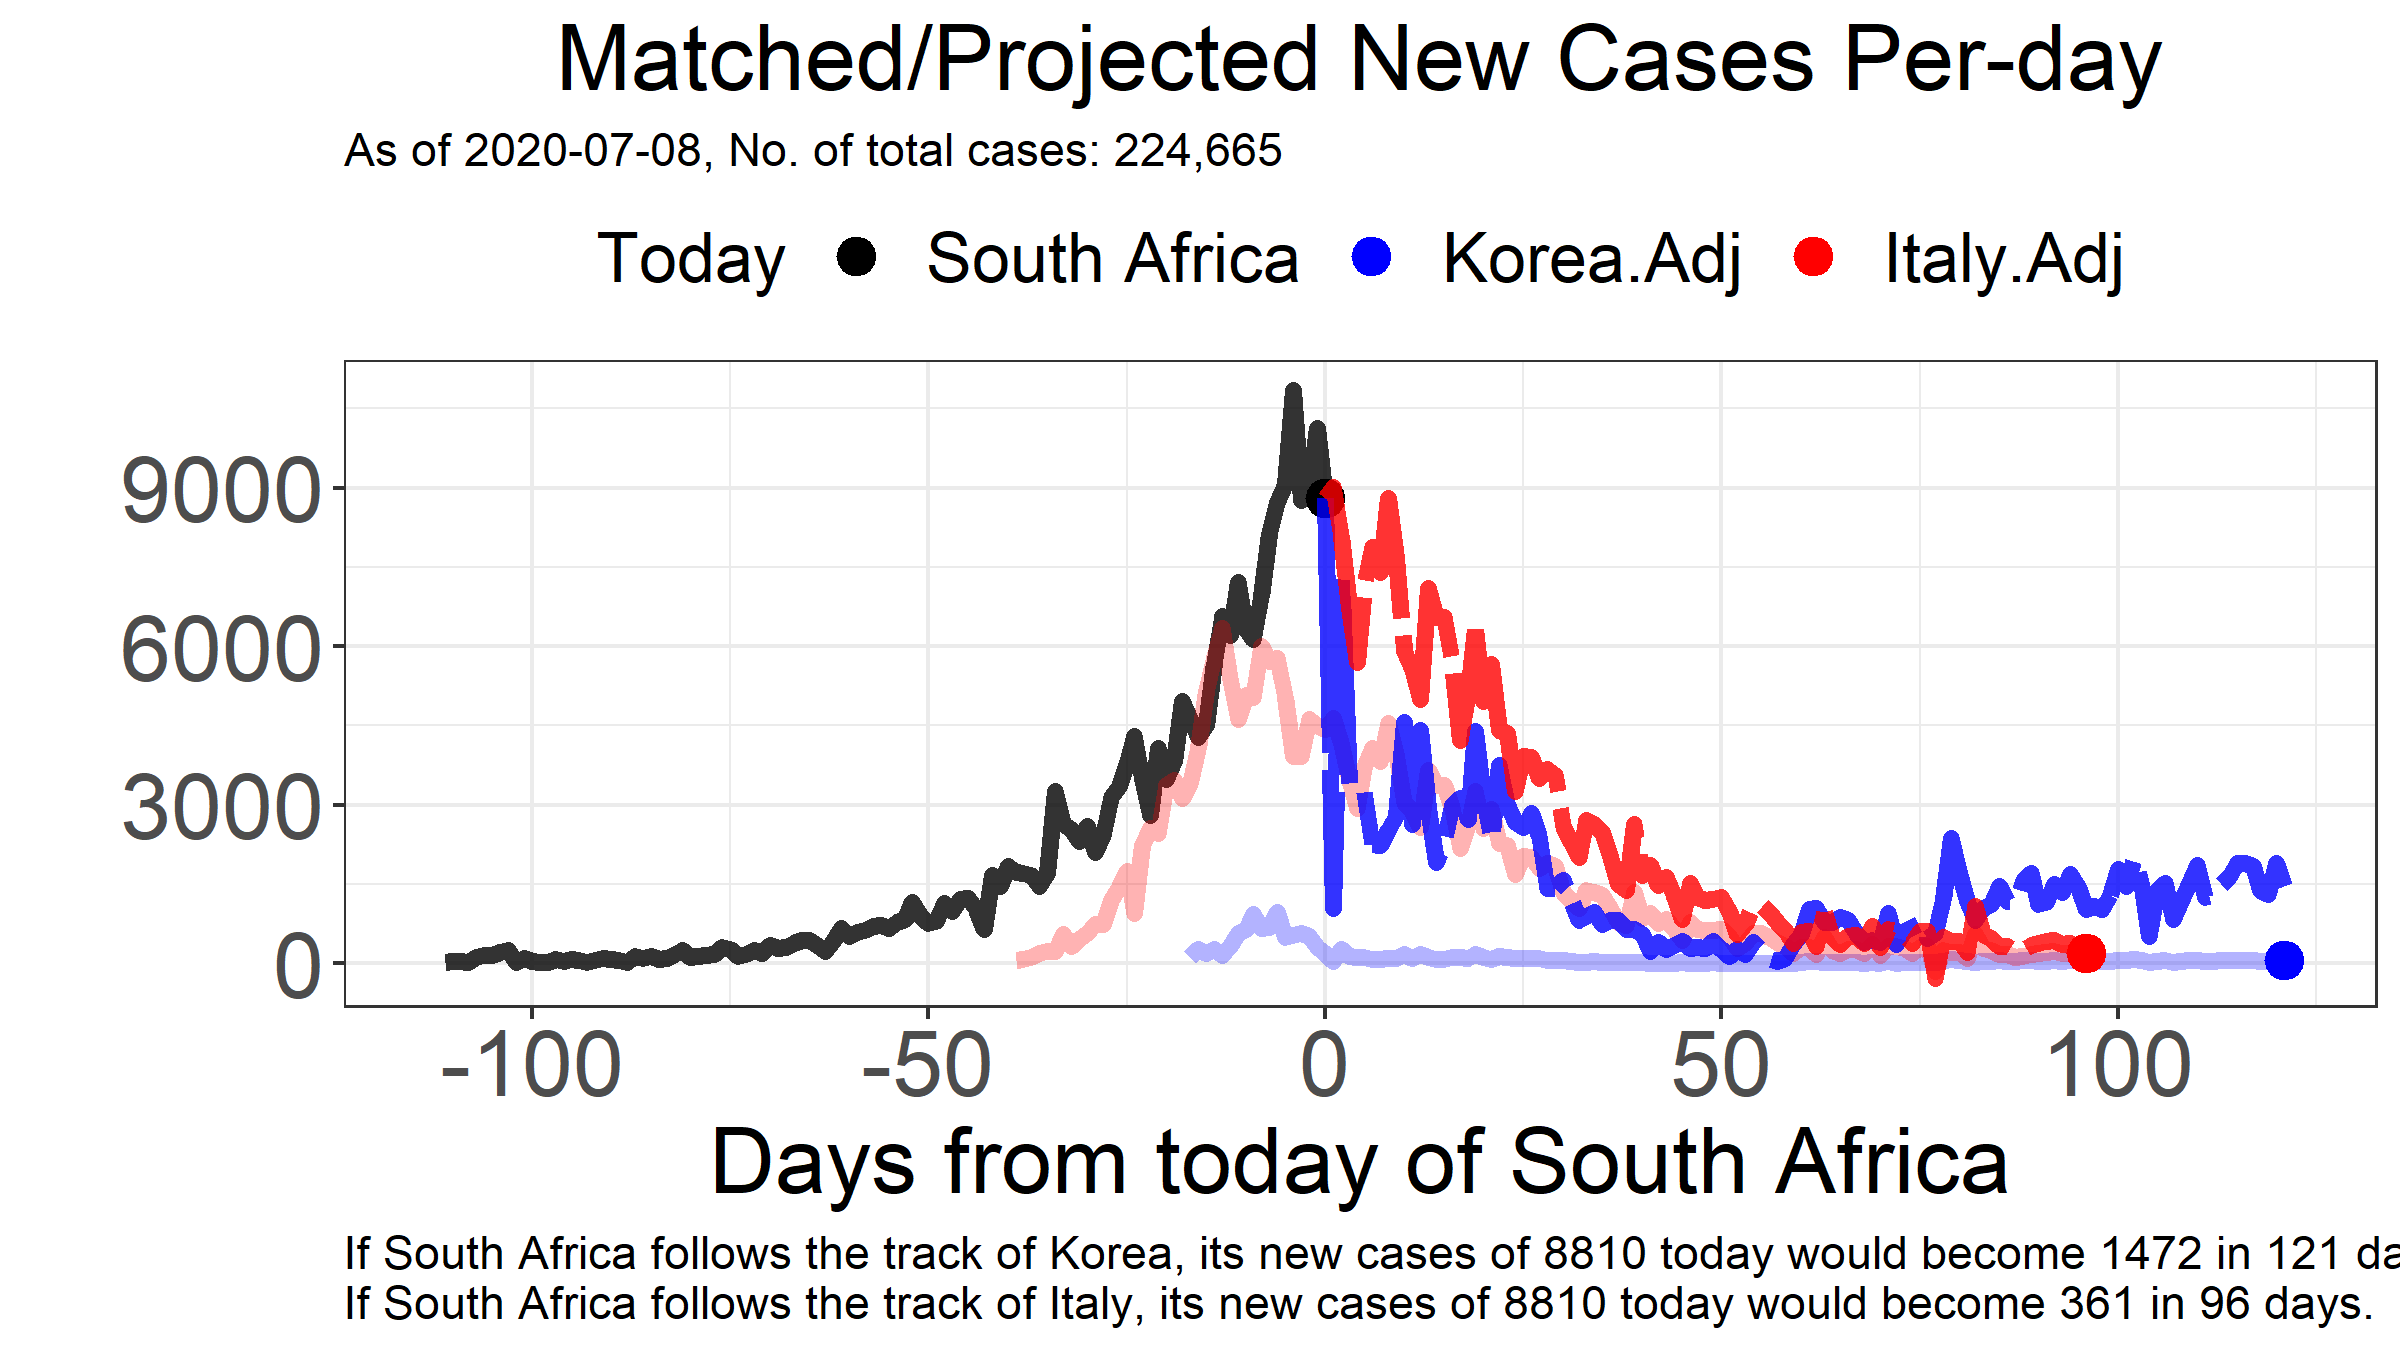 Matched/Projected New Cases Per-day
As of 2020-07-08, No. of total cases: 224,665
Today South Africa Korea.Adj Italy.Adj
9000
6000
3000
0
-100 -50 0 50 100
Days from today of South Africa
If South Africa follows the track of Korea, its new cases of 8810 today would become 1472 in 121 da
If South Africa follows the track of Italy, its new cases of 8810 today would become 361 in 96 days.